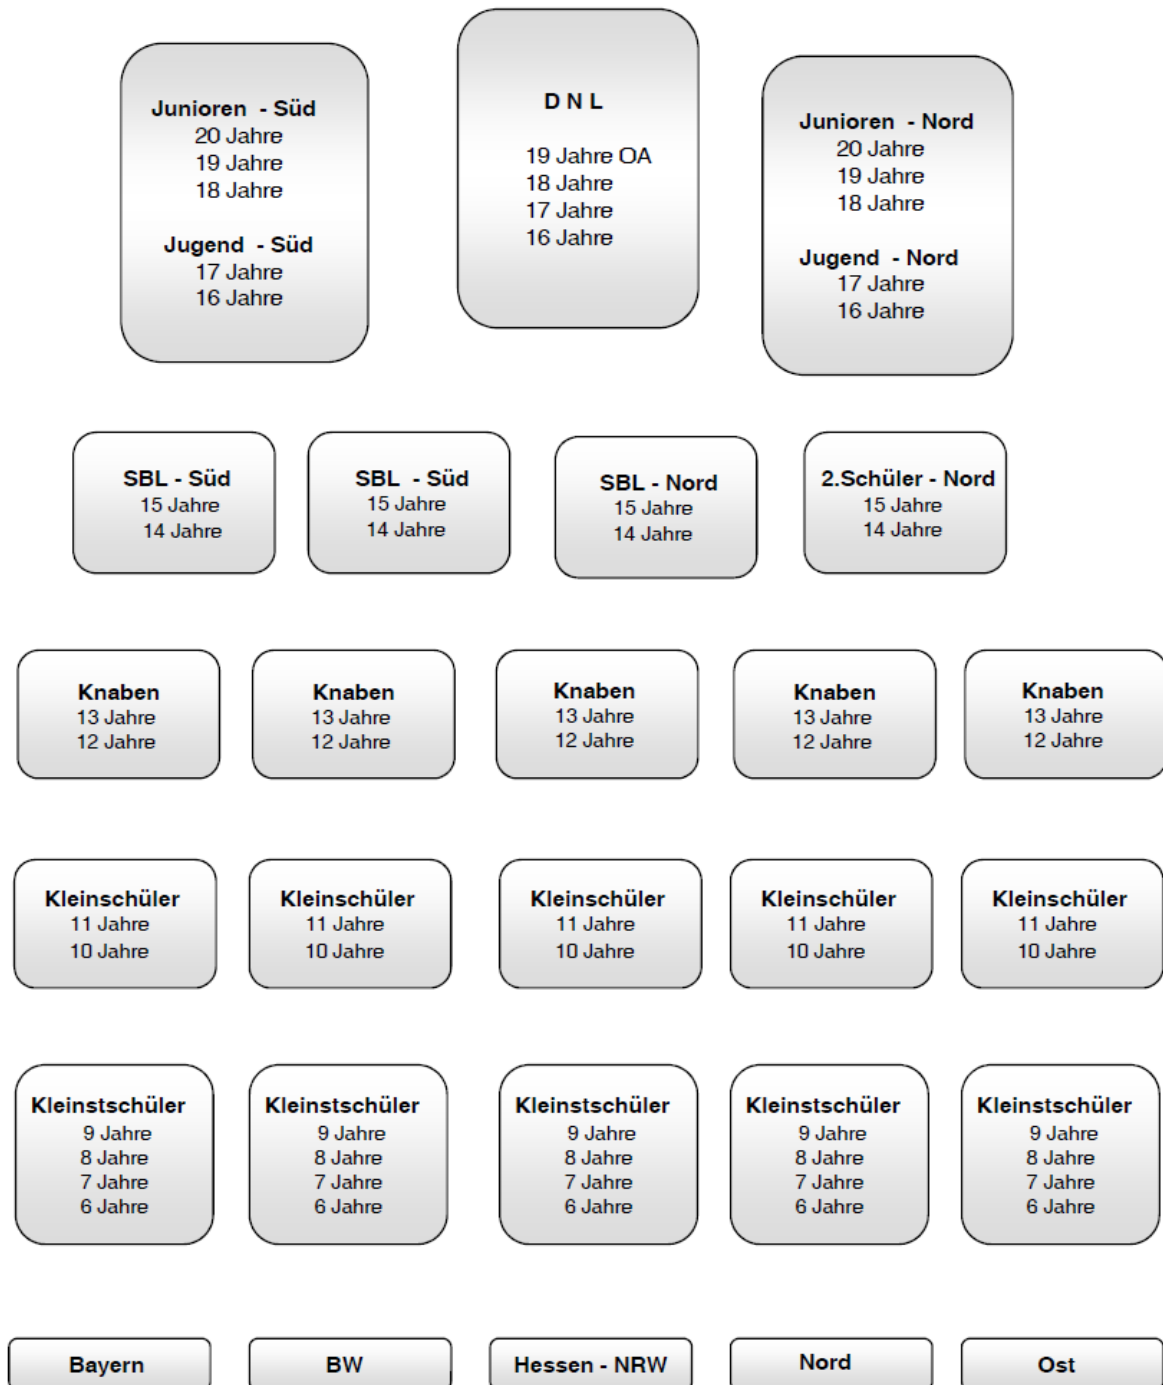 Junioren - Süd
20 Jahre
19 Jahre
18 Jahre
Jugend - Süd
17 Jahre
16 Jahre
D N L
19 Jahre OA
18 Jahre
17 Jahre
16 Jahre
Junioren - Nord
20 Jahre
19 Jahre
18 Jahre
Jugend - Nord
17 Jahre
16 Jahre
SBL - Süd
15 Jahre
14 Jahre
SBL - Süd
15 Jahre
14 Jahre
SBL - Nord
15 Jahre
14 Jahre
2.Schüler - Nord
15 Jahre
14 Jahre
Knaben
13 Jahre
12 Jahre
Knaben
13 Jahre
12 Jahre
Knaben
13 Jahre
12 Jahre
Knaben
13 Jahre
12 Jahre
Knaben
13 Jahre
12 Jahre
Kleinschüler
11 Jahre
10 Jahre
Kleinschüler
11 Jahre
10 Jahre
Kleinschüler
11 Jahre
10 Jahre
Kleinschüler
11 Jahre
10 Jahre
Kleinschüler
11 Jahre
10 Jahre
Kleinstschüler
9 Jahre
8 Jahre
7 Jahre
6 Jahre
Kleinstschüler
9 Jahre
8 Jahre
7 Jahre
6 Jahre
Kleinstschüler
9 Jahre
8 Jahre
7 Jahre
6 Jahre
Kleinstschüler
9 Jahre
8 Jahre
7 Jahre
6 Jahre
Kleinstschüler
9 Jahre
8 Jahre
7 Jahre
6 Jahre
Bayern
BW
Hessen - NRW
Nord
Ost